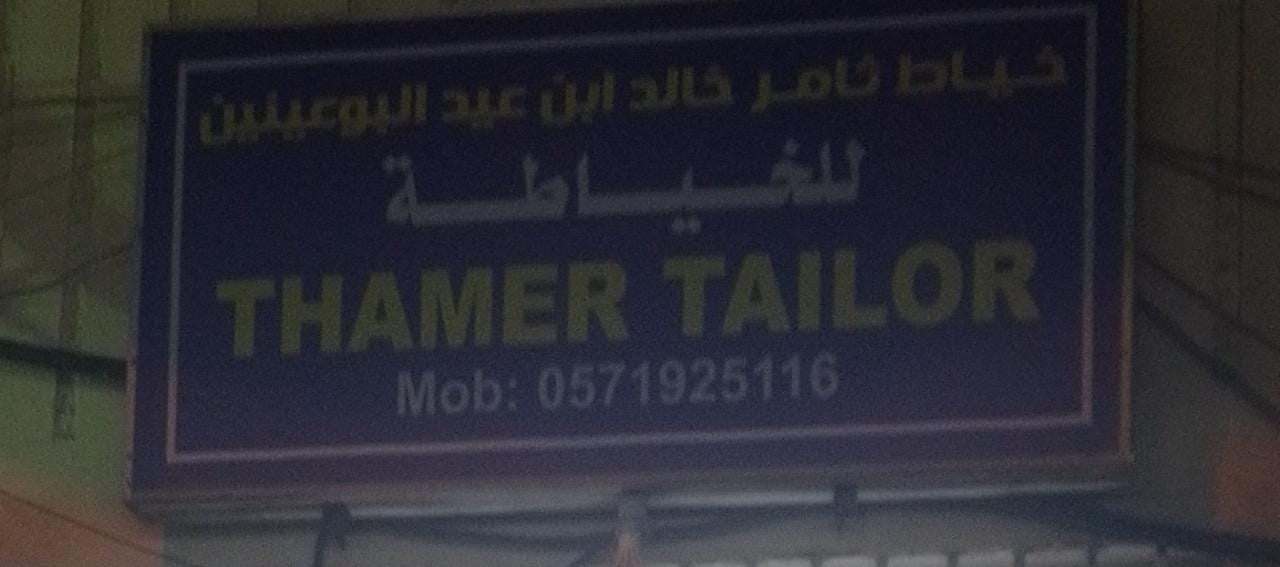 خياط ثامر خالد ابن عيد البوعينين
للخياطة
THAMER TAILOR
Mob: 0571925116